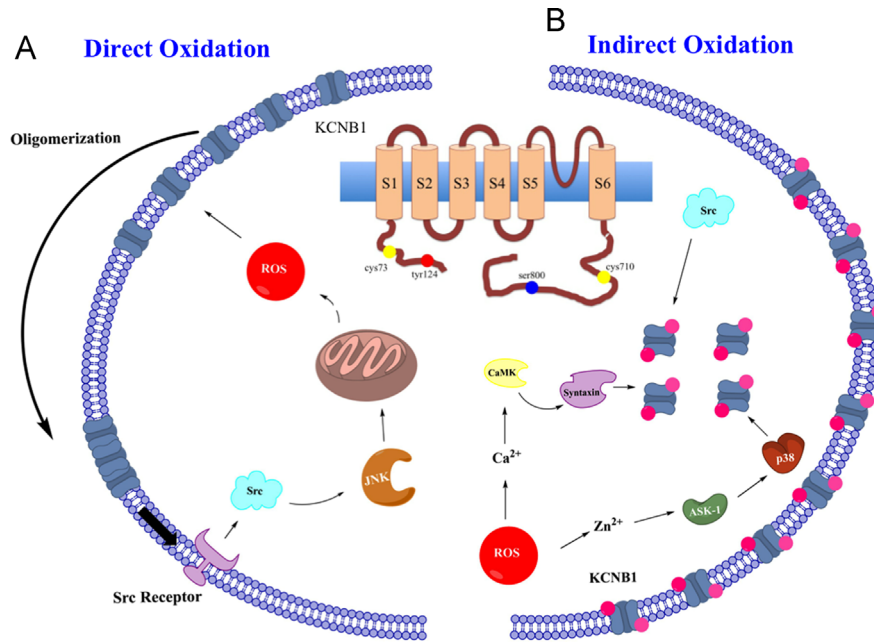 A
Direct Oxidation
B
Indirect Oxidation
Oligomerization
KCNB1
S1
S2
S3
S4
S5
S6
cys73
tyr124
ser800
cys710
ROS
Src
CaMK
Syntaxin
Ca2+
p38
JNK
Src
ASK-1
Zn2+
ROS
KCNB1
Src Receptor